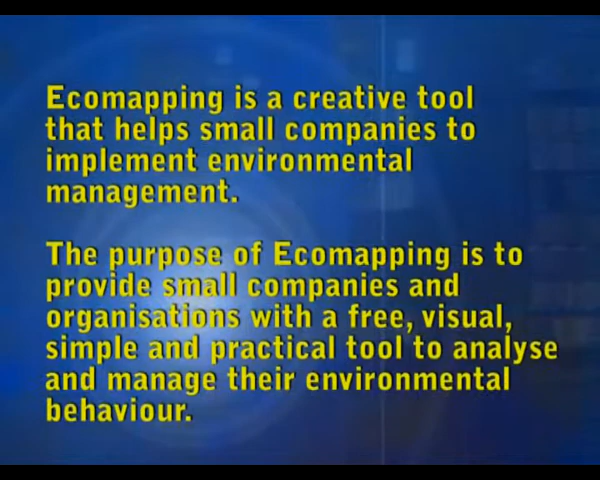 Ecomapping is a creative tool
that helps small companies to
implement environmental
management.
The purpose of Ecomapping is to
provide small companies and
organisations with a free, visual,
simple and practical tool to analyse
and manage their environmental
behaviour.